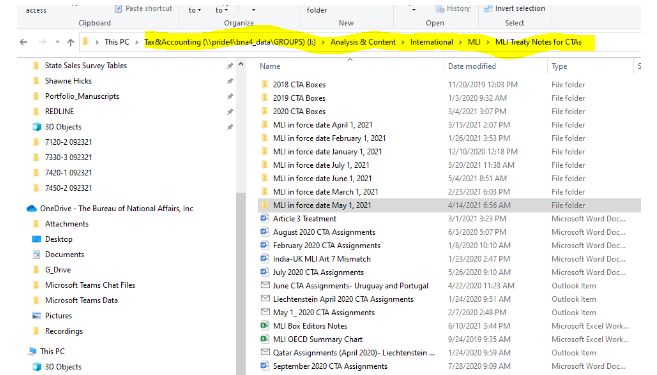 access
Paste shortcut
to
to
folder
History
Invert selection
Clipboard
Organize
New
Open
Select
This PC > Tax&Accounting (\\pride4\bna4_data\GROUPS) (I:) > Analysis & Content > International > MLI > MLI Treaty Notes for CTAs
Name
Date modified
Type
S
State Sales Survey Tables
Shawne Hicks
Portfolio_Manuscripts
REDLINE
3D Objects
7120-2 092321
7330-3 092321
7420-1 092321
7450-2 092321
OneDrive - The Bureau of National Affairs, Inc
Attachments
Desktop
Documents
G_Drive
Microsoft Teams Chat Files
Microsoft Teams Data
Pictures
Recordings
This PC
3D Objects
2018 CTA Boxes 11/20/2019 12:03 PM File folder
2019 CTA Boxes 1/3/2020 9:32 AM File folder
2020 CTA Boxes 3/4/2021 3:07 PM File folder
MLI in force date April 1, 2021 3/15/2021 2:07 PM File folder
MLI in force date February 1, 2021 1/26/2021 3:53 PM File folder
MLI in force date January 1, 2021 12/10/2020 12:18 PM File folder
MLI in force date July 1, 2021 5/20/2021 11:38 AM File folder
MLI in force date June 1, 2021 5/4/2021 8:51 AM File folder
MLI in force date March 1, 2021 2/23/2021 6:03 PM File folder
MLI in force date May 1, 2021 4/14/2021 6:56 AM File folder
Article 3 Treatment 3/1/2021 3:23 PM Microsoft Word Doc...
August 2020 CTA Assignments 6/3/2020 5:07 PM Microsoft Word Doc...
February 2020 CTA Assignments 1/8/2020 10:10 AM Microsoft Word Doc...
India-UK MLI Art 7 Mismatch 1/23/2020 2:47 PM Microsoft Word Doc...
July 2020 CTA Assignments 5/26/2020 9:10 AM Microsoft Word Doc...
June CTA Assignments- Uruguay and Portugal 4/22/2020 11:23 AM Outlook Item
Liechtenstein April 2020 CTA Assignments 1/24/2020 9:51 AM Outlook Item
May 1_ 2020 CTA Assignments 2/7/2020 2:48 PM Outlook Item
MLI Box Editors Notes 6/10/2021 3:44 PM Microsoft Excel Work...
MLI OECD Summary Chart 9/24/2019 9:35 AM Microsoft Excel Work...
Qatar Assignments (April 2020)- Liechtenstein ... 1/24/2020 9:59 AM Outlook Item
September 2020 CTA Assignments 7/28/2020 9:09 AM Microsoft Word Doc...